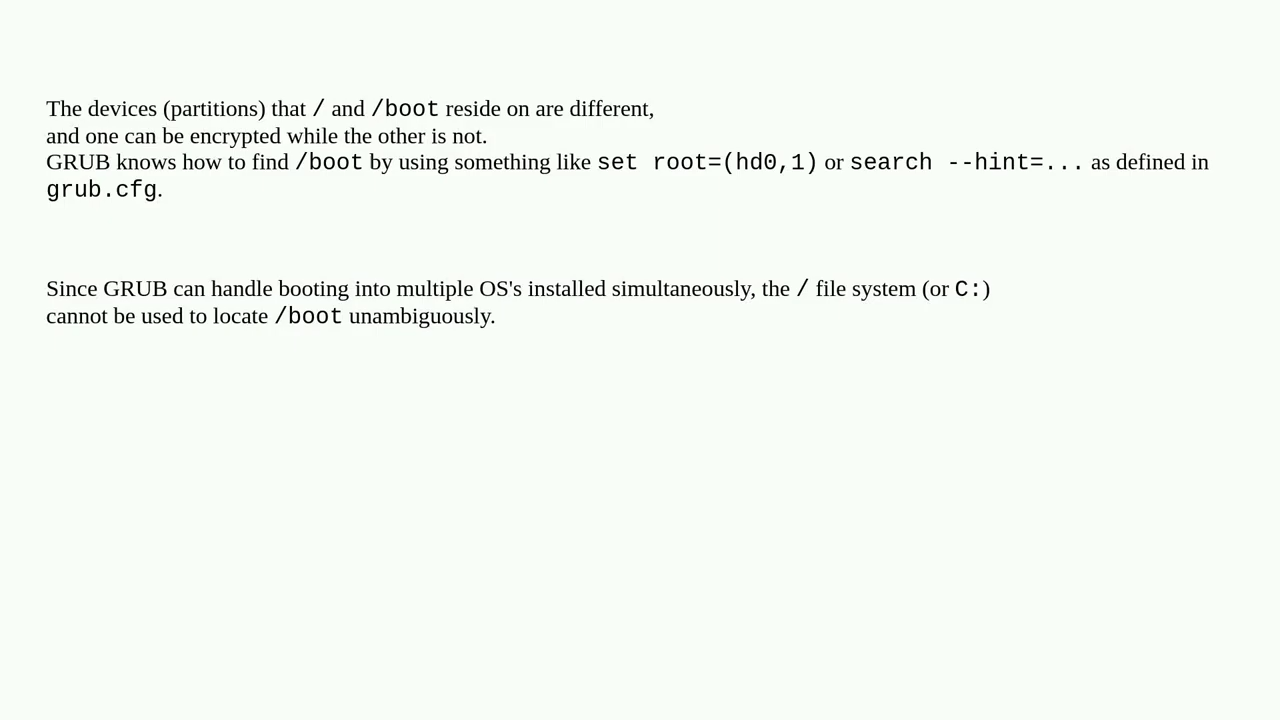 The devices (partitions) that / and /boot reside on are different,
and one can be encrypted while the other is not.
GRUB knows how to find /boot by using something like set root=(hd0,1) or search --hint=... as defined in
grub.cfg.
Since GRUB can handle booting into multiple OS's installed simultaneously, the / file system (or C:)
cannot be used to locate /boot unambiguously.